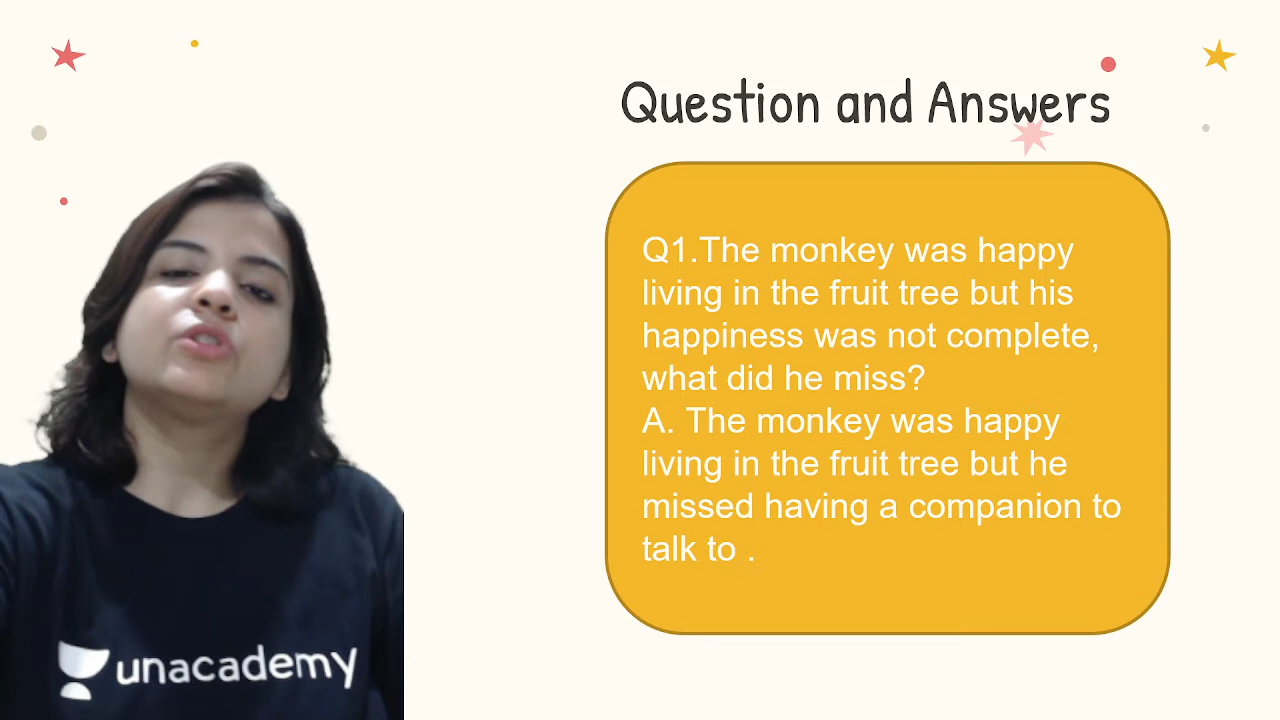 Question and Answers
Q1.The monkey was happy
living in the fruit tree but his
happiness was not complete,
what did he miss?
A. The monkey was happy
living in the fruit tree but he
missed having a companion to
talk to .
unacademy